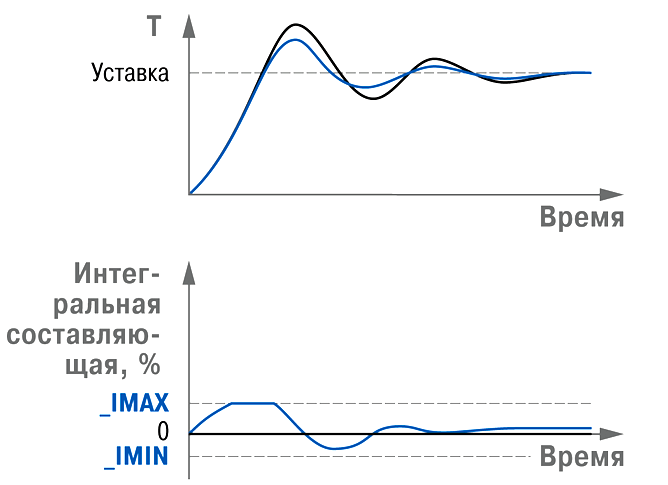 T
Уставка
Время
Интег-
ральная
составляю-
щая, %
_IMAX
0
_IMIN
Время